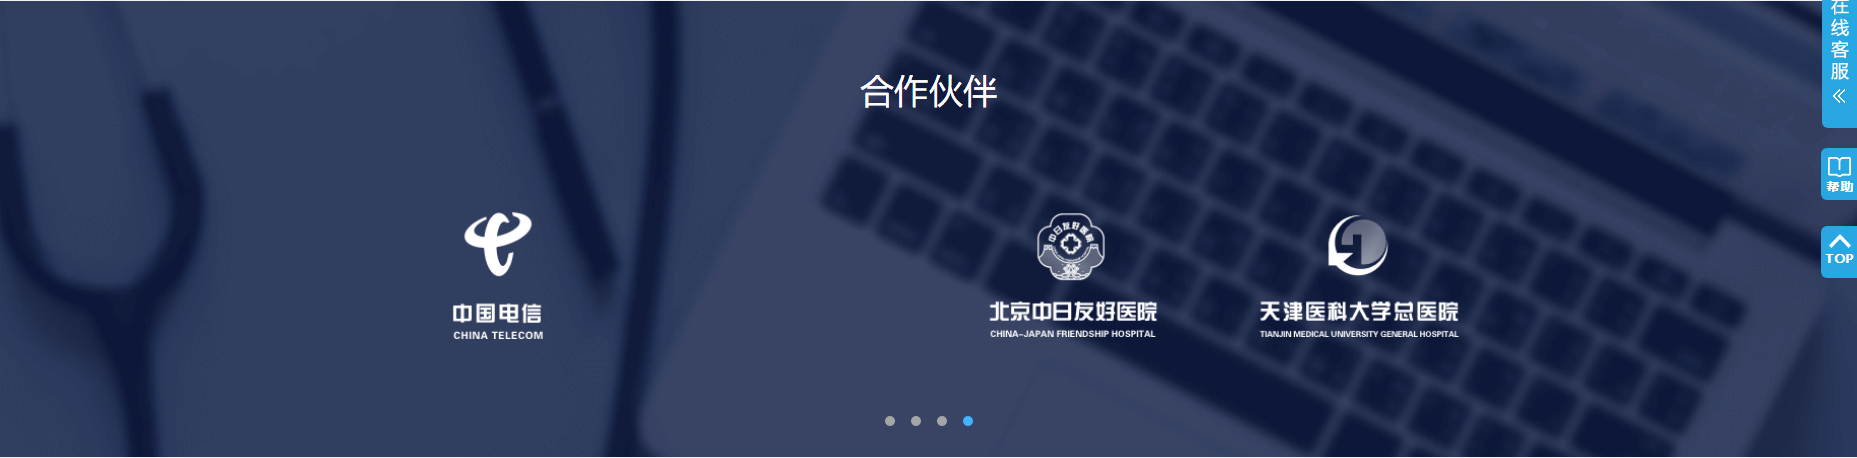 合作伙伴
中国电信
CHINA TELECOM
中日友好医院
北京中日友好医院
CHINA-JAPAN FRIENDSHIP HOSPITAL
天津医科大学总医院
TIANJIN MEDICAL UNIVERSITY GENERAL HOSPITAL
在线客服
帮助
TOP